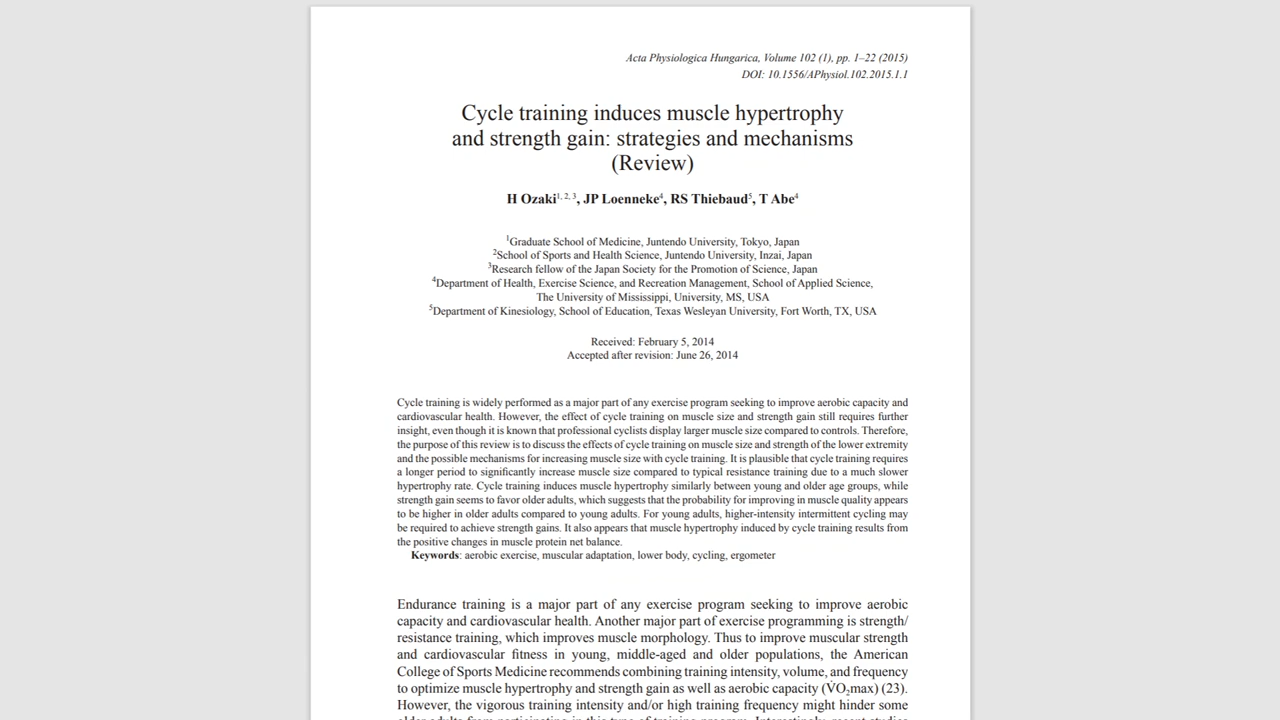 Acta Physiologica Hungarica, Volume 102 (1), pp. 1–22 (2015)
DOI: 10.1556/APhysiol.102.2015.1.1
Cycle training induces muscle hypertrophy
and strength gain: strategies and mechanisms
(Review)
H Ozaki1, 2, 3, JP Loenneke4, RS Thiebaud5, T Abe4
1Graduate School of Medicine, Juntendo University, Tokyo, Japan
2School of Sports and Health Science, Juntendo University, Inzai, Japan
3Research fellow of the Japan Society for the Promotion of Science, Japan
4Department of Health, Exercise Science, and Recreation Management, School of Applied Science,
The University of Mississippi, University, MS, USA
5Department of Kinesiology, School of Education, Texas Wesleyan University, Fort Worth, TX, USA
Received: February 5, 2014
Accepted after revision: June 26, 2014
Cycle training is widely performed as a major part of any exercise program seeking to improve aerobic capacity and
cardiovascular health. However, the effect of cycle training on muscle size and strength gain still requires further
insight, even though it is known that professional cyclists display larger muscle size compared to controls. Therefore,
the purpose of this review is to discuss the effects of cycle training on muscle size and strength of the lower extremity
and the possible mechanisms for increasing muscle size with cycle training. It is plausible that cycle training requires
a longer period to significantly increase muscle size compared to typical resistance training due to a much slower
hypertrophy rate. Cycle training induces muscle hypertrophy similarly between young and older age groups, while
strength gain seems to favor older adults, which suggests that the probability for improving in muscle quality appears
to be higher in older adults compared to young adults. For young adults, higher-intensity intermittent cycling may
be required to achieve strength gains. It also appears that muscle hypertrophy induced by cycle training results from
the positive changes in muscle protein net balance.
Keywords: aerobic exercise, muscular adaptation, lower body, cycling, ergometer
Endurance training is a major part of any exercise program seeking to improve aerobic
capacity and cardiovascular health. Another major part of exercise programming is strength/
resistance training, which improves muscle morphology. Thus to improve muscular strength
and cardiovascular fitness in young, middle-aged and older populations, the American
College of Sports Medicine recommends combining training intensity, volume, and frequency
to optimize muscle hypertrophy and strength gain as well as aerobic capacity (V̇O2max) (23).
However, the vigorous training intensity and/or high training frequency might hinder some
older adults from participating in this type of training program. Interestingly, recent studies